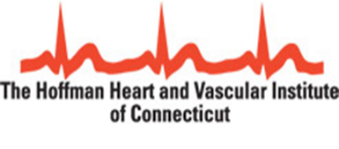 The Hoffman Heart and Vascular Institute
of Connecticut